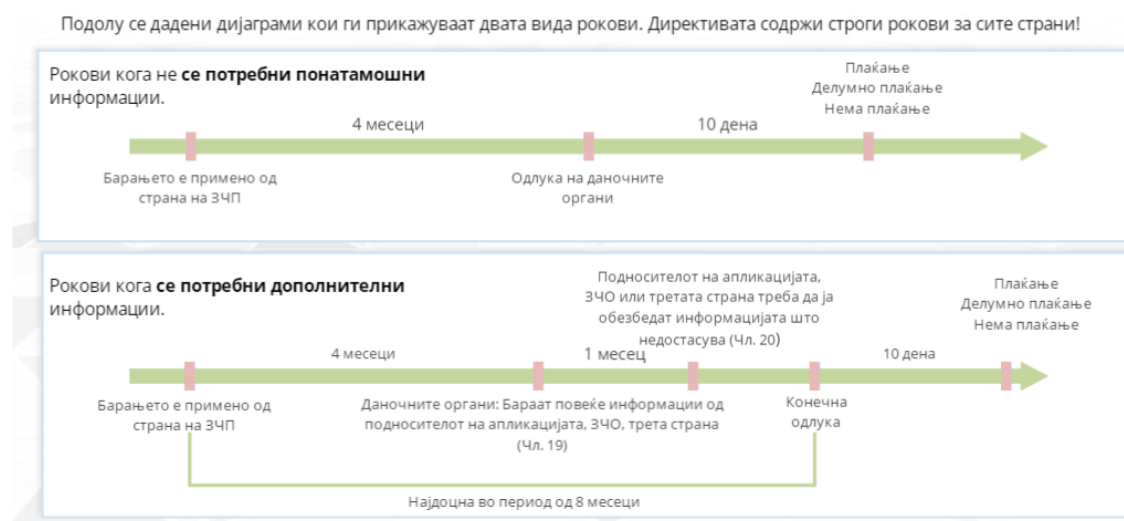 Подолу се дадени дијаграми кои ги прикажуваат двата вида рокови. Директивата содржи строги рокови за сите страни!
Рокови кога не се потребни понатамошни
информации.
Плаќање
Делумно плаќање
Нема плаќање
4 месеци
10 дена
Барањето е примено од
страна на ЗЧП
Одлука на даночните
органи
Рокови кога се потребни дополнителни
информации.
Подносителот на апликацијата,
ЗЧО или третата страна треба да ја
обезбедат информацијата што
недостасува (Чл. 20)
Плаќање
Делумно плаќање
Нема плаќање
4 месеци
1 месец
10 дена
Барањето е примено од
страна на ЗЧП
Даночните органи: Бараат повеќе информации од
подносителот на апликацијата, ЗЧО, трета страна
(Чл. 19)
Конечна
одлука
Најдоцна во период од 8 месеци